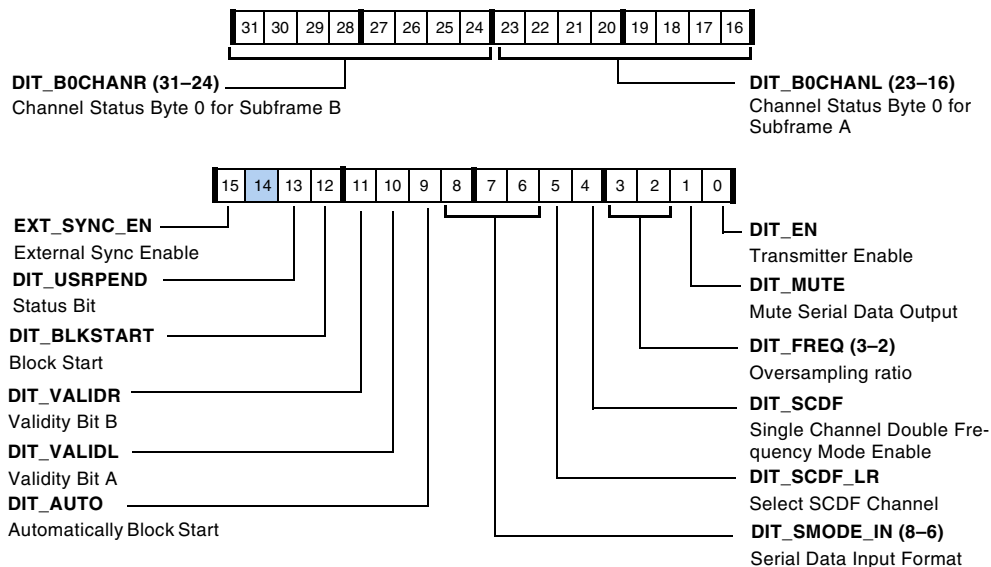 31 30 29 28 27 26 25 24 23 22 21 20 19 18 17 16
DIT_B0CHANR (31–24)
Channel Status Byte 0 for Subframe B
DIT_B0CHANL (23–16)
Channel Status Byte 0 for
Subframe A
15 14 13 12 11 10 9 8 7 6 5 4 3 2 1 0
EXT_SYNC_EN
External Sync Enable
DIT_USRPEND
Status Bit
DIT_BLKSTART
Block Start
DIT_VALIDR
Validity Bit B
DIT_VALIDL
Validity Bit A
DIT_AUTO
Automatically Block Start
DIT_EN
Transmitter Enable
DIT_MUTE
Mute Serial Data Output
DIT_FREQ (3–2)
Oversampling ratio
DIT_SCDF
Single Channel Double Fre-
quency Mode Enable
DIT_SCDF_LR
Select SCDF Channel
DIT_SMODE_IN (8–6)
Serial Data Input Format